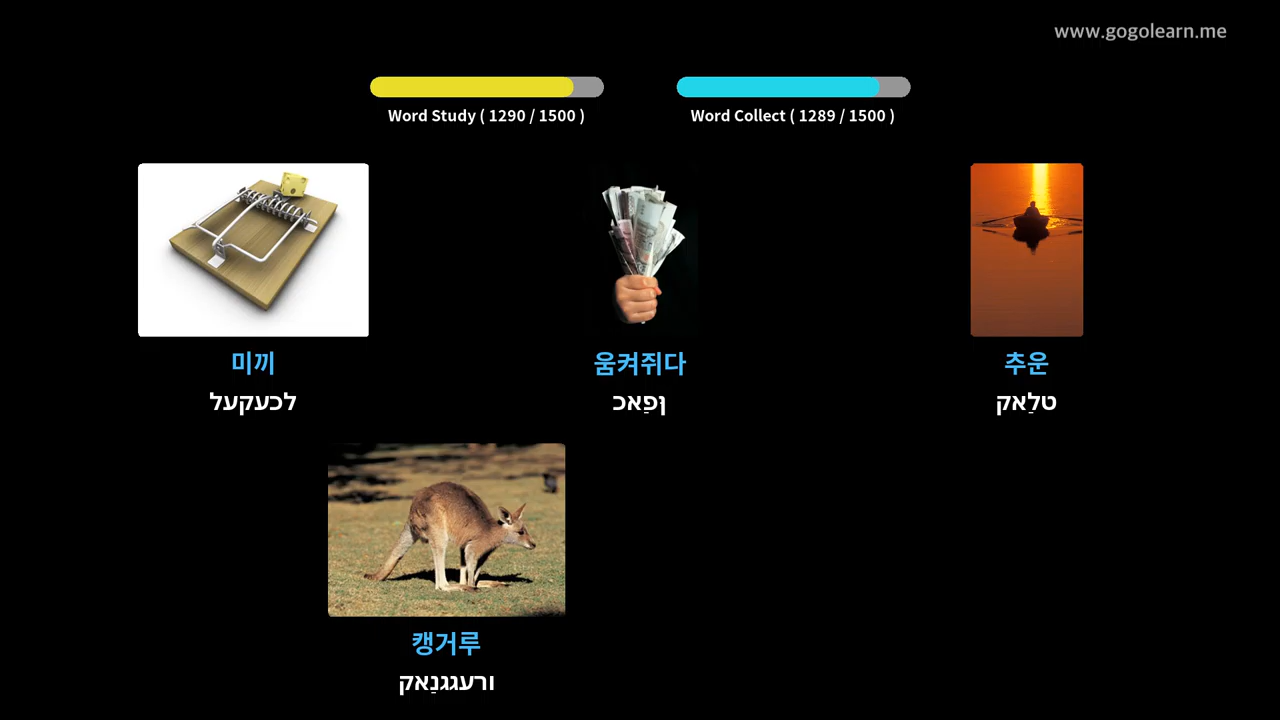 www.gogolearn.me
Word Study ( 1290 / 1500 )
Word Collect ( 1289 / 1500 )
미끼
לכעקעל
움켜쥐다
ןּפַאכ
추운
טלַאק
캥거루
ורעגגנַאק